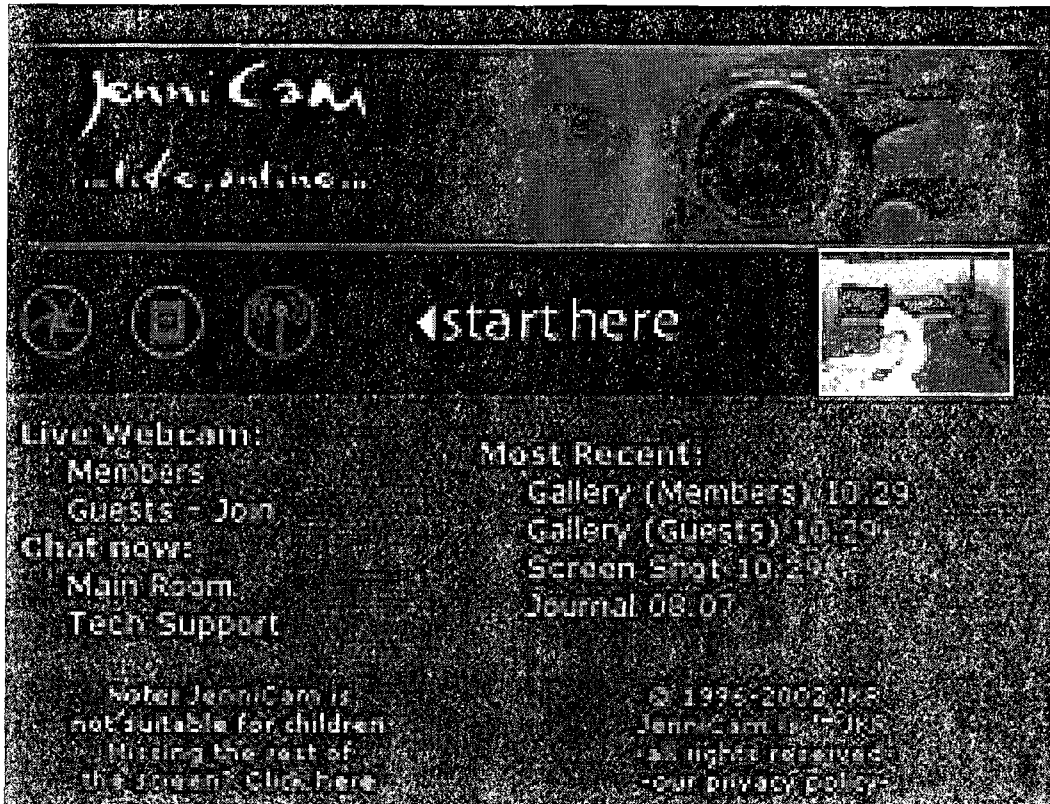 JenniCam
...life, online...
start here
Live Webcam:
Members
Guests - Join
Chat now:
Main Room
Tech Support
Most Recent:
Gallery (Members) 10.29
Gallery (Guests) 10.29
Screen Shot 10.29
Journal 09.07
Note: JenniCam is
not suitable for children
Missing the rest of
the screen? Click here
© 1996-2002 JKR
JenniCam is ™ JKR
all rights reserved
-our privacy policy-